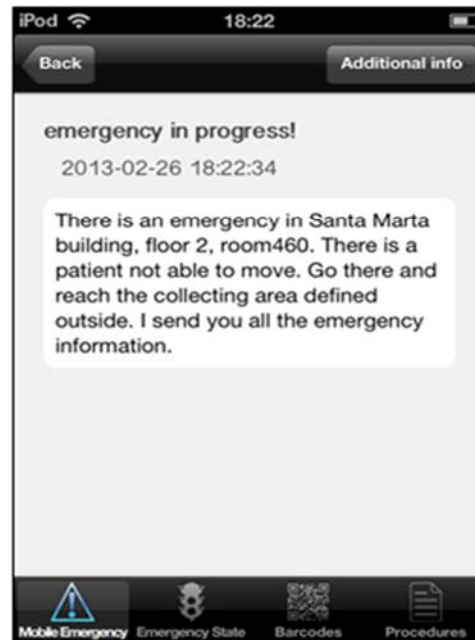 iPod 18:22
Back Additional info
emergency in progress!
2013-02-26 18:22:34
There is an emergency in Santa Marta
building, floor 2, room460. There is a
patient not able to move. Go there and
reach the collecting area defined
outside. I send you all the emergency
information.
Mobile Emergency Emergency State Barcodes Procedures